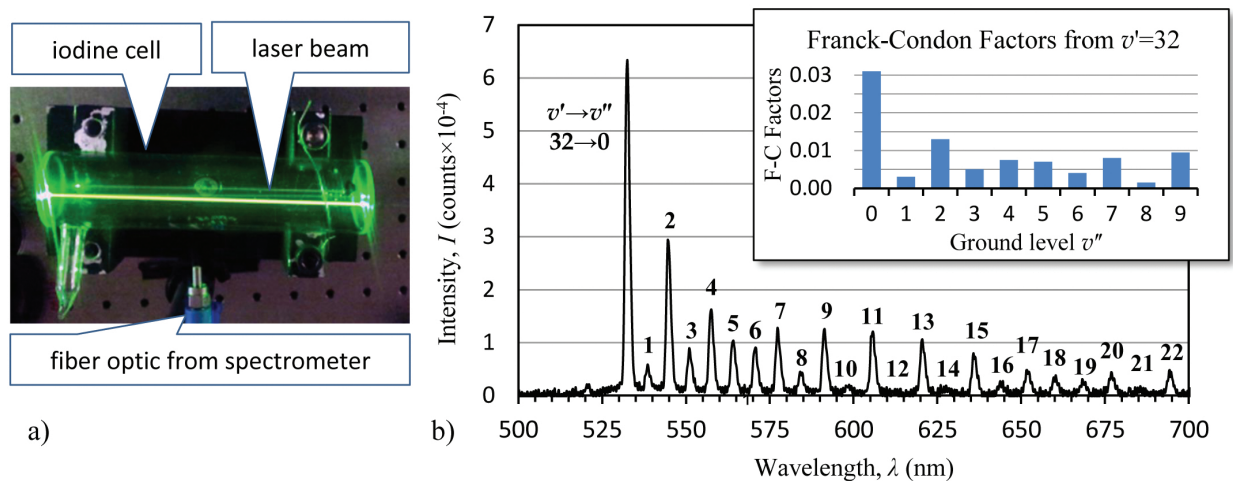 iodine cell
laser beam
fiber optic from spectrometer
a)
b)
Intensity, I (counts×10⁻⁴)
7
6
5
4
3
2
1
0
v'→v"
32→0
1
2
3
4
5
6
7
8
9
10
11
12
13
14
15
16
17
18
19
20
21
22
500 525 550 575 600 625 650 675 700
Wavelength, λ (nm)
Franck-Condon Factors from v'=32
F-C Factors
0.03
0.01
0.00
0 1 2 3 4 5 6 7 8 9
Ground level v"